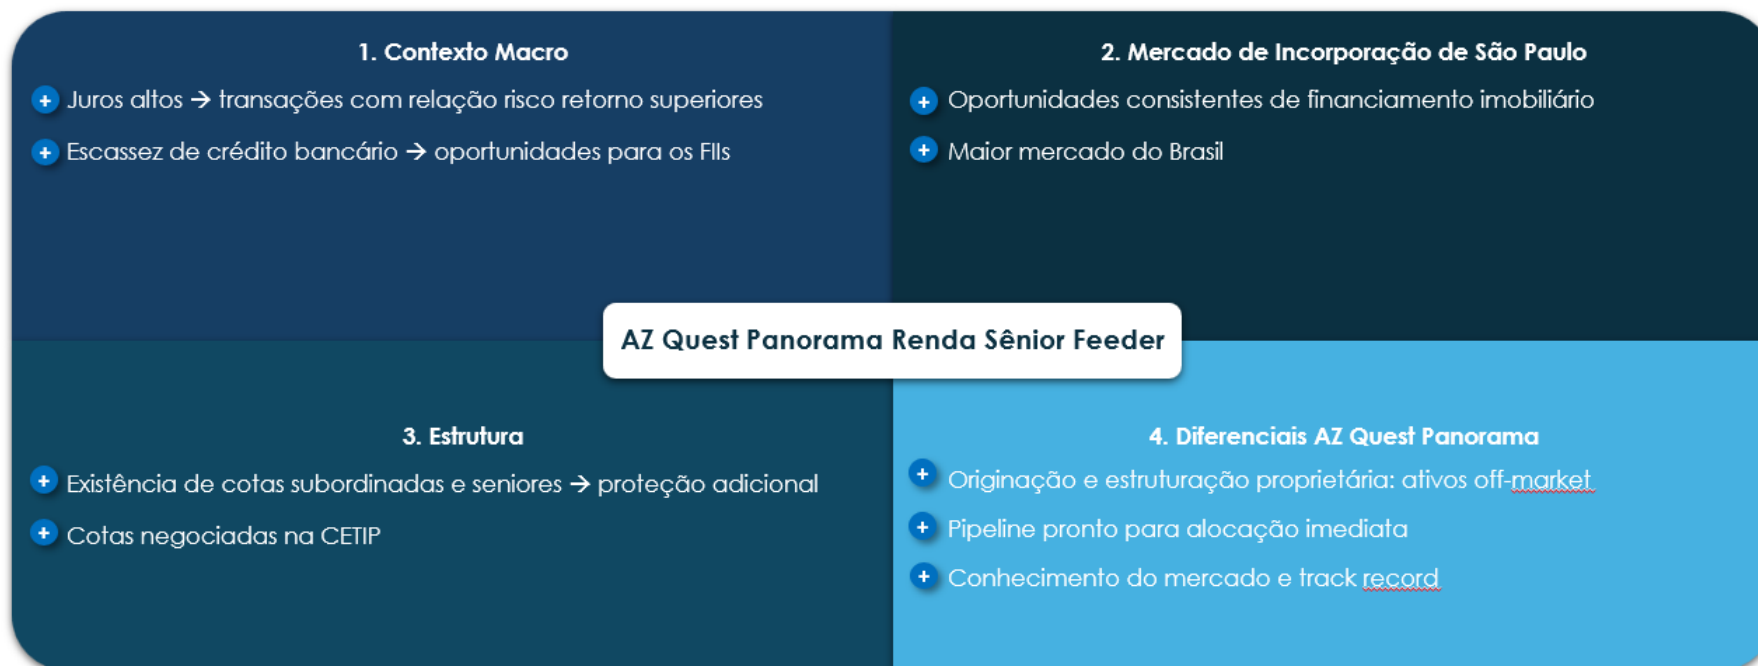 1. Contexto Macro
Juros altos → transações com relação risco retorno superiores
Escassez de crédito bancário → oportunidades para os FIIs
2. Mercado de Incorporação de São Paulo
Oportunidades consistentes de financiamento imobiliário
Maior mercado do Brasil
AZ Quest Panorama Renda Sênior Feeder
3. Estrutura
Existência de cotas subordinadas e seniores → proteção adicional
Cotas negociadas na CETIP
4. Diferenciais AZ Quest Panorama
Originação e estruturação proprietária: ativos off-market
Pipeline pronto para alocação imediata
Conhecimento do mercado e track record